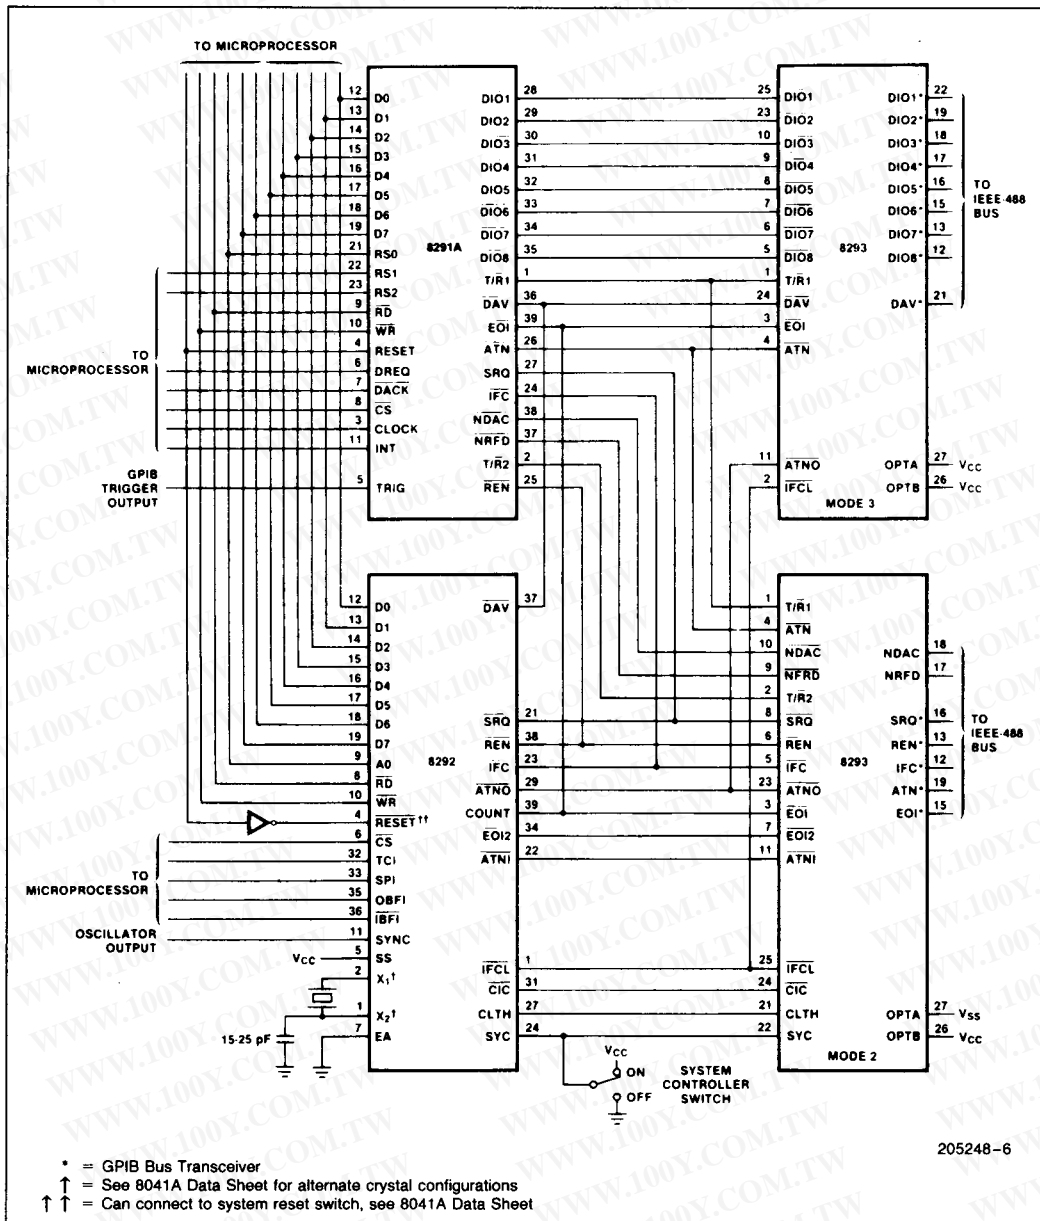 TO MICROPROCESSOR
12 D0
13 D1
14 D2
15 D3
16 D4
17 D5
18 D6
19 D7
21 RS0
22 RS1
23 RS2
9 RD
10 WR
4 RESET
6 DREQ
7 DACK
8 CS
3 CLOCK
11 INT
5 TRIG
TO
MICROPROCESSOR
GPIB
TRIGGER
OUTPUT
8291A
DIO1 28
DIO2 29
DIO3 30
DIO4 31
DIO5 32
DIO6 33
DIO7 34
DIO8 35
T/R1 1
DAV 36
EOI 39
ATN 26
SRQ 27
IFC 24
NDAC 38
NRFD 37
T/R2 2
REN 25
25 DIO1
23 DIO2
10 DIO3
9 DIO4
8 DIO5
7 DIO6
6 DIO7
5 DIO8
1 T/R1
24 DAV
3 EOI
4 ATN
11 ATNO
2 IFCL
8293
DIO1* 22
DIO2* 19
DIO3* 18
DIO4* 17
DIO5* 16
DIO6* 15
DIO7* 13
DIO8* 12
DAV* 21
OPTA 27 VCC
OPTB 26 VCC
MODE 3
TO
IEEE-488
BUS
12 D0
13 D1
14 D2
15 D3
16 D4
17 D5
18 D6
19 D7
9 A0
8 RD
10 WR
4 RESET††
6 CS
32 TCI
33 SPI
35 OBFI
36 IBFI
11 SYNC
VCC 5 SS
2 X1†
1 X2†
7 EA
TO
MICROPROCESSOR
OSCILLATOR
OUTPUT
15-25 pF
8292
DAV 37
SRQ 21
REN 38
IFC 23
ATNO 29
COUNT 39
EOI2 34
ATNI 22
IFCL 1
CIC 31
CLTH 27
SYC 24
1 T/R1
4 ATN
10 NDAC
9 NFRD
2 T/R2
8 SRQ
6 REN
5 IFC
23 ATNO
3 EOI
7 EOI2
11 ATNI
25 IFCL
24 CIC
21 CLTH
22 SYC
8293
NDAC 18
NRFD 17
SRQ* 16
REN* 13
IFC* 12
ATN* 19
EOI* 15
OPTA 27 VSS
OPTB 26 VCC
MODE 2
TO
IEEE-488
BUS
VCC
ON
OFF
SYSTEM
CONTROLLER
SWITCH
205248-6
* = GPIB Bus Transceiver
↑ = See 8041A Data Sheet for alternate crystal configurations
↑ ↑ = Can connect to system reset switch, see 8041A Data Sheet
WWW.100Y.COM.TW